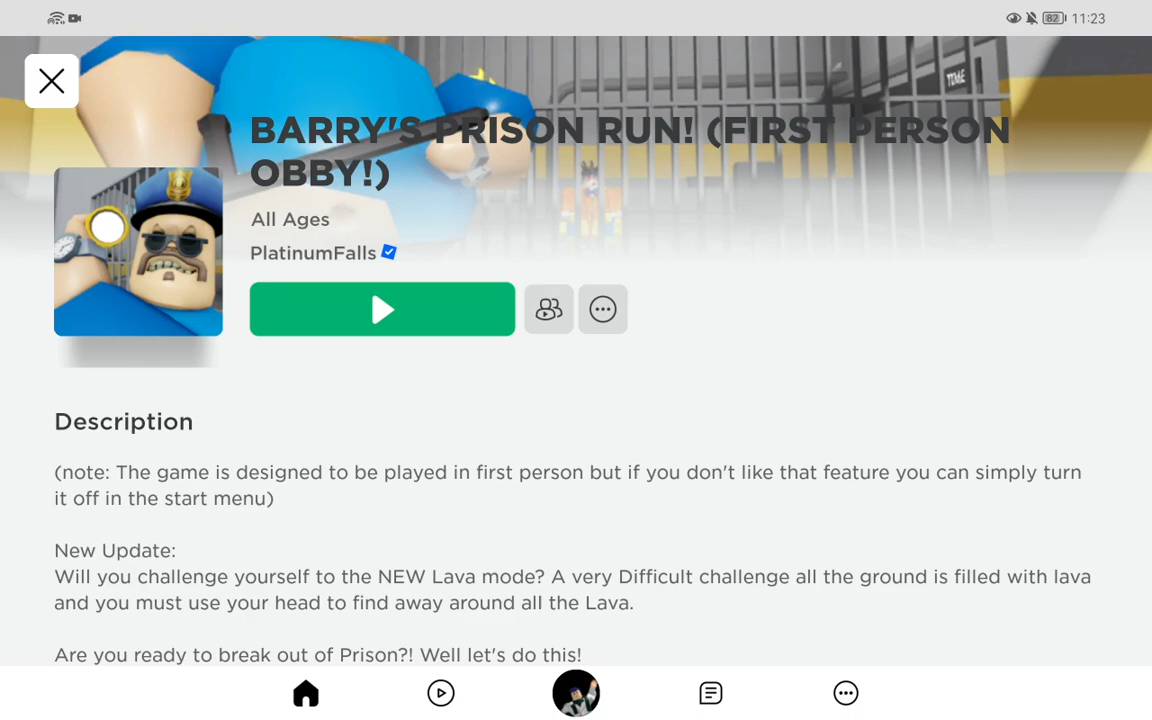 82 11:23
BARRY'S PRISON RUN! (FIRST PERSON
OBBY!)
All Ages
PlatinumFalls
Description
(note: The game is designed to be played in first person but if you don't like that feature you can simply turn
it off in the start menu)
New Update:
Will you challenge yourself to the NEW Lava mode? A very Difficult challenge all the ground is filled with lava
and you must use your head to find away around all the Lava.
Are you ready to break out of Prison?! Well let's do this!